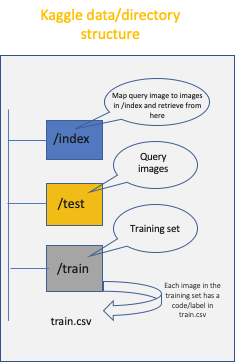 Kaggle data/directory
structure
Map query image to images
in /index and retrieve from
here
/index
Query
images
/test
Training set
/train
Each image in the
training set has a
code/label in
train.csv
train.csv